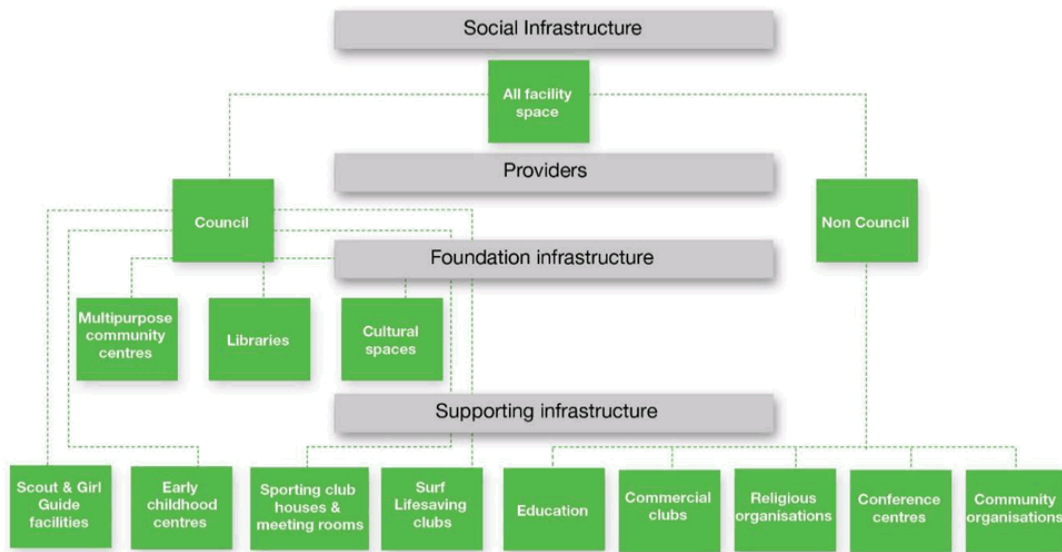 Social Infrastructure
All facility
space
Providers
Council
Non Council
Foundation infrastructure
Multipurpose
community
centres
Libraries
Cultural
spaces
Supporting infrastructure
Scout & Girl
Guide
facilities
Early
childhood
centres
Sporting club
houses &
meeting rooms
Surf
Lifesaving
clubs
Education
Commercial
clubs
Religious
organisations
Conference
centres
Community
organisations